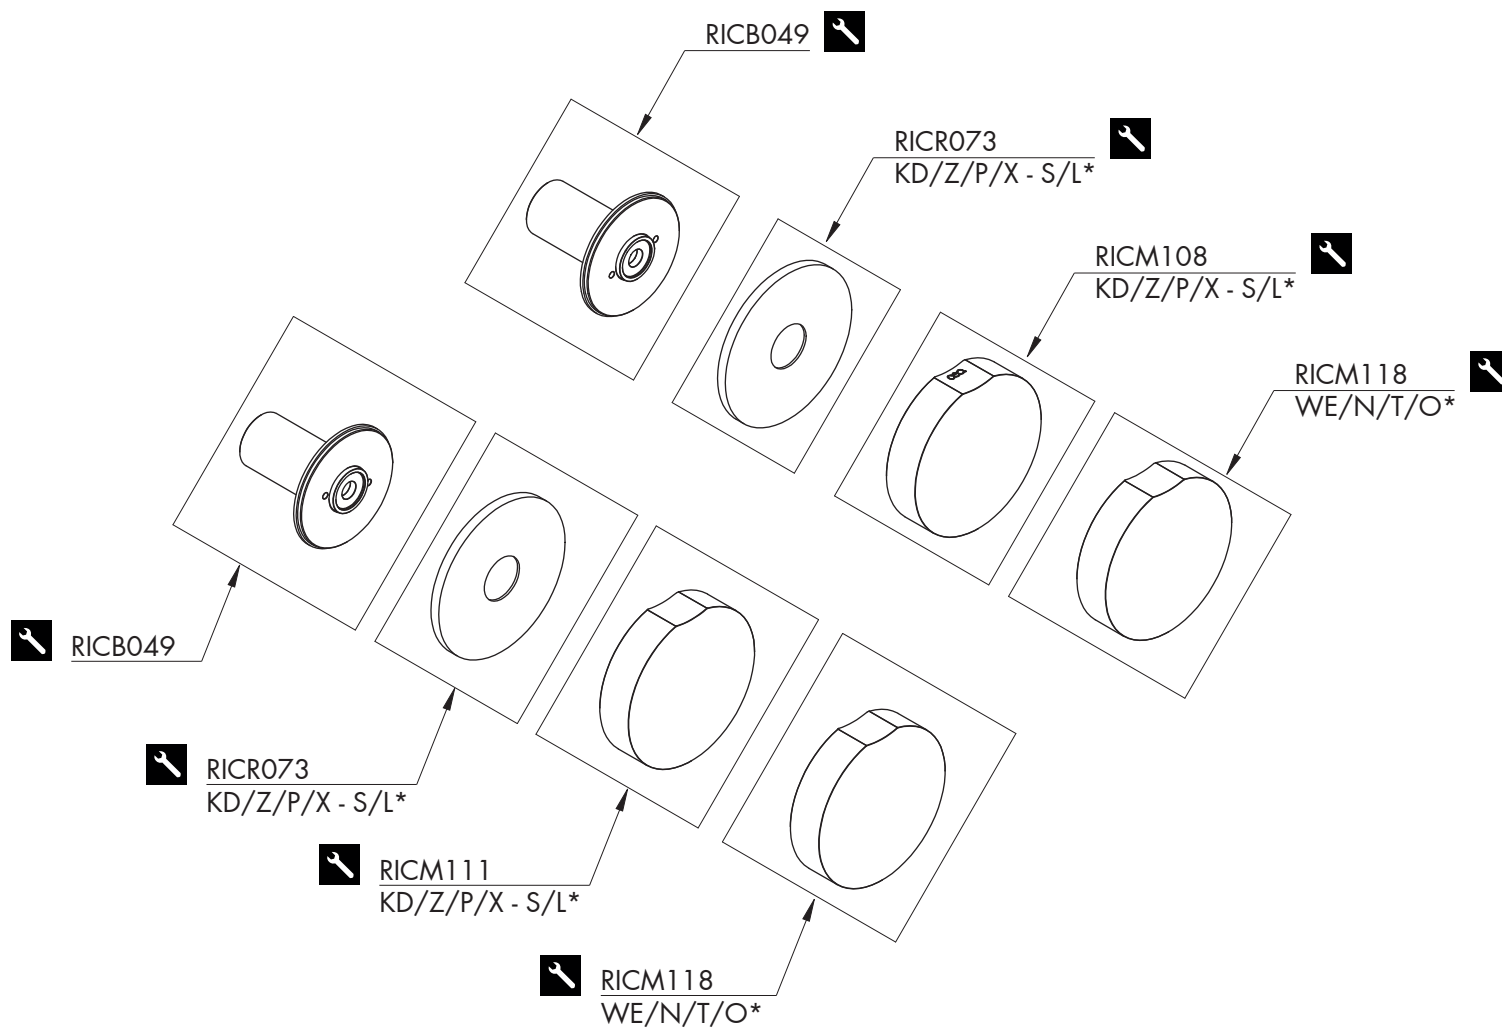 RICB049
RICR073
KD/Z/P/X - S/L*
RICM108
KD/Z/P/X - S/L*
RICM118
WE/N/T/O*
RICB049
RICR073
KD/Z/P/X - S/L*
RICM111
KD/Z/P/X - S/L*
RICM118
WE/N/T/O*